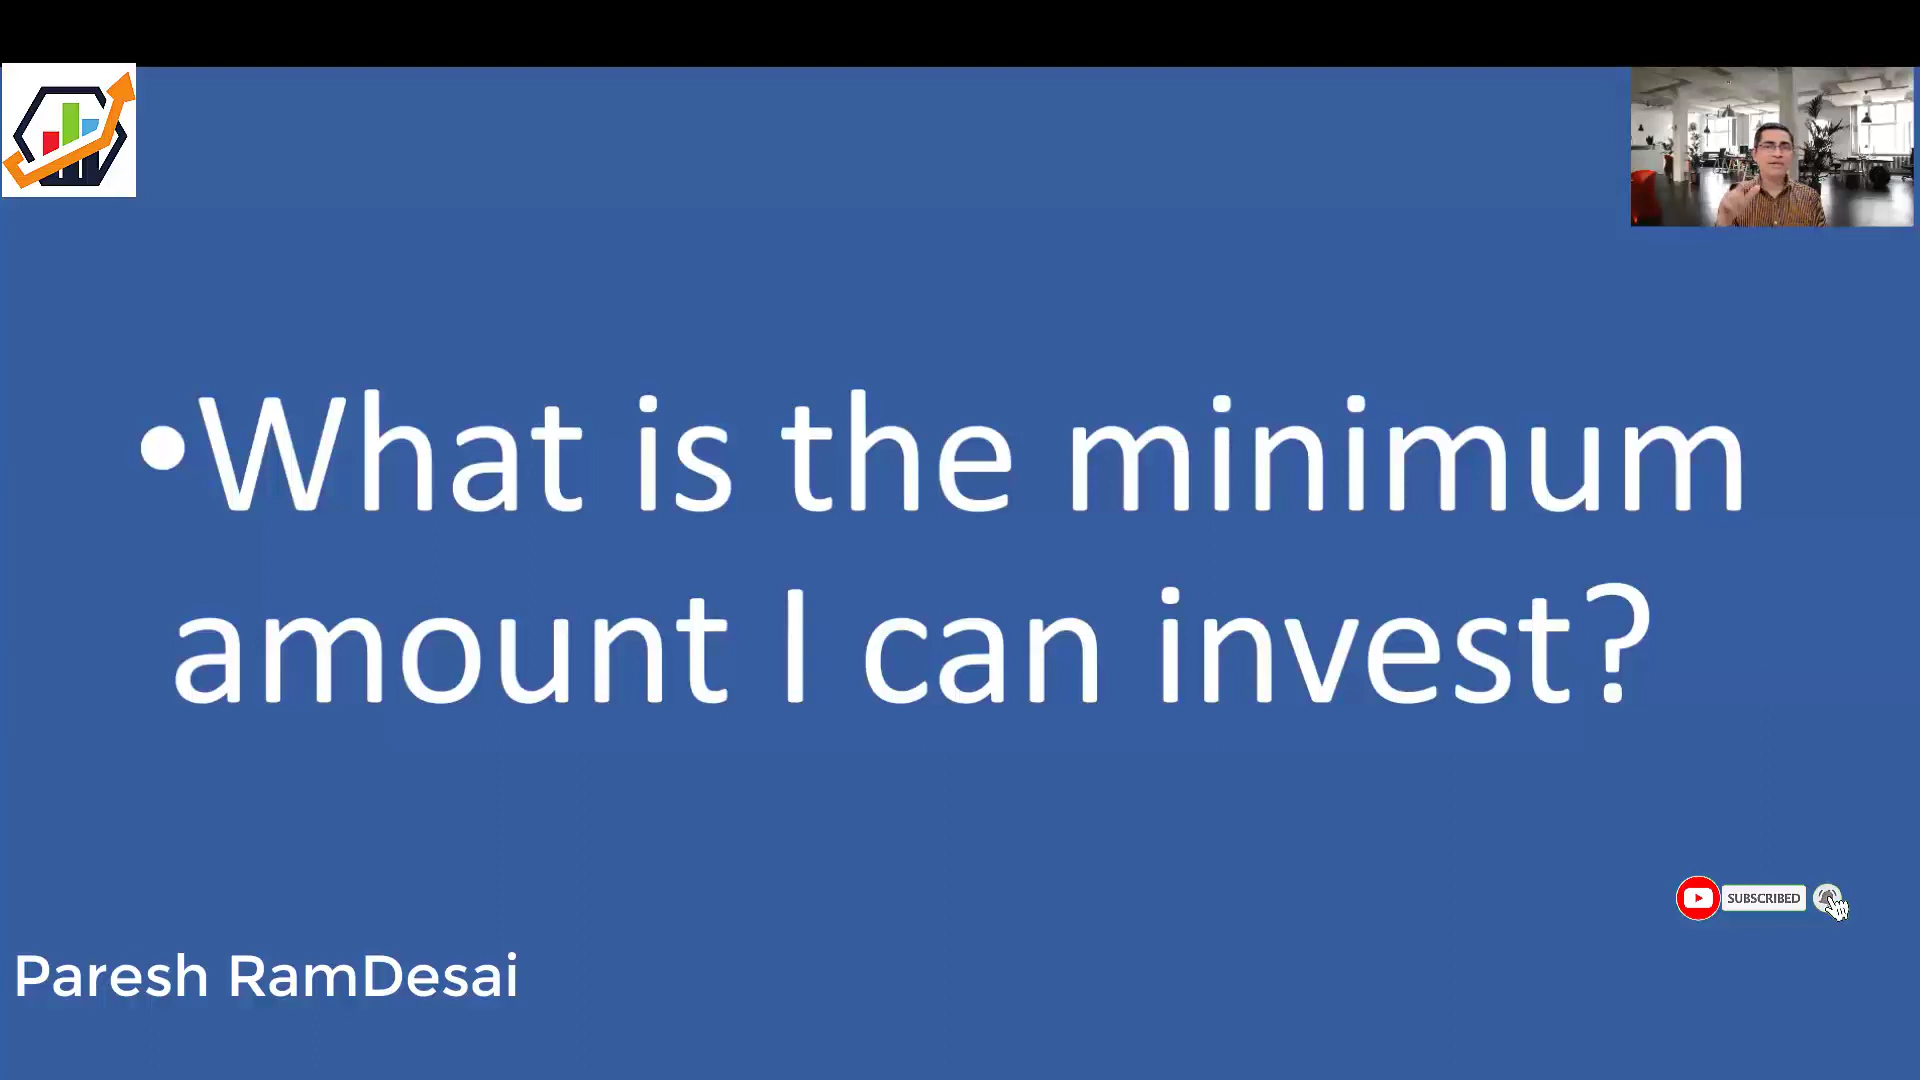 •What is the minimum
amount I can invest?
SUBSCRIBED
Paresh RamDesai